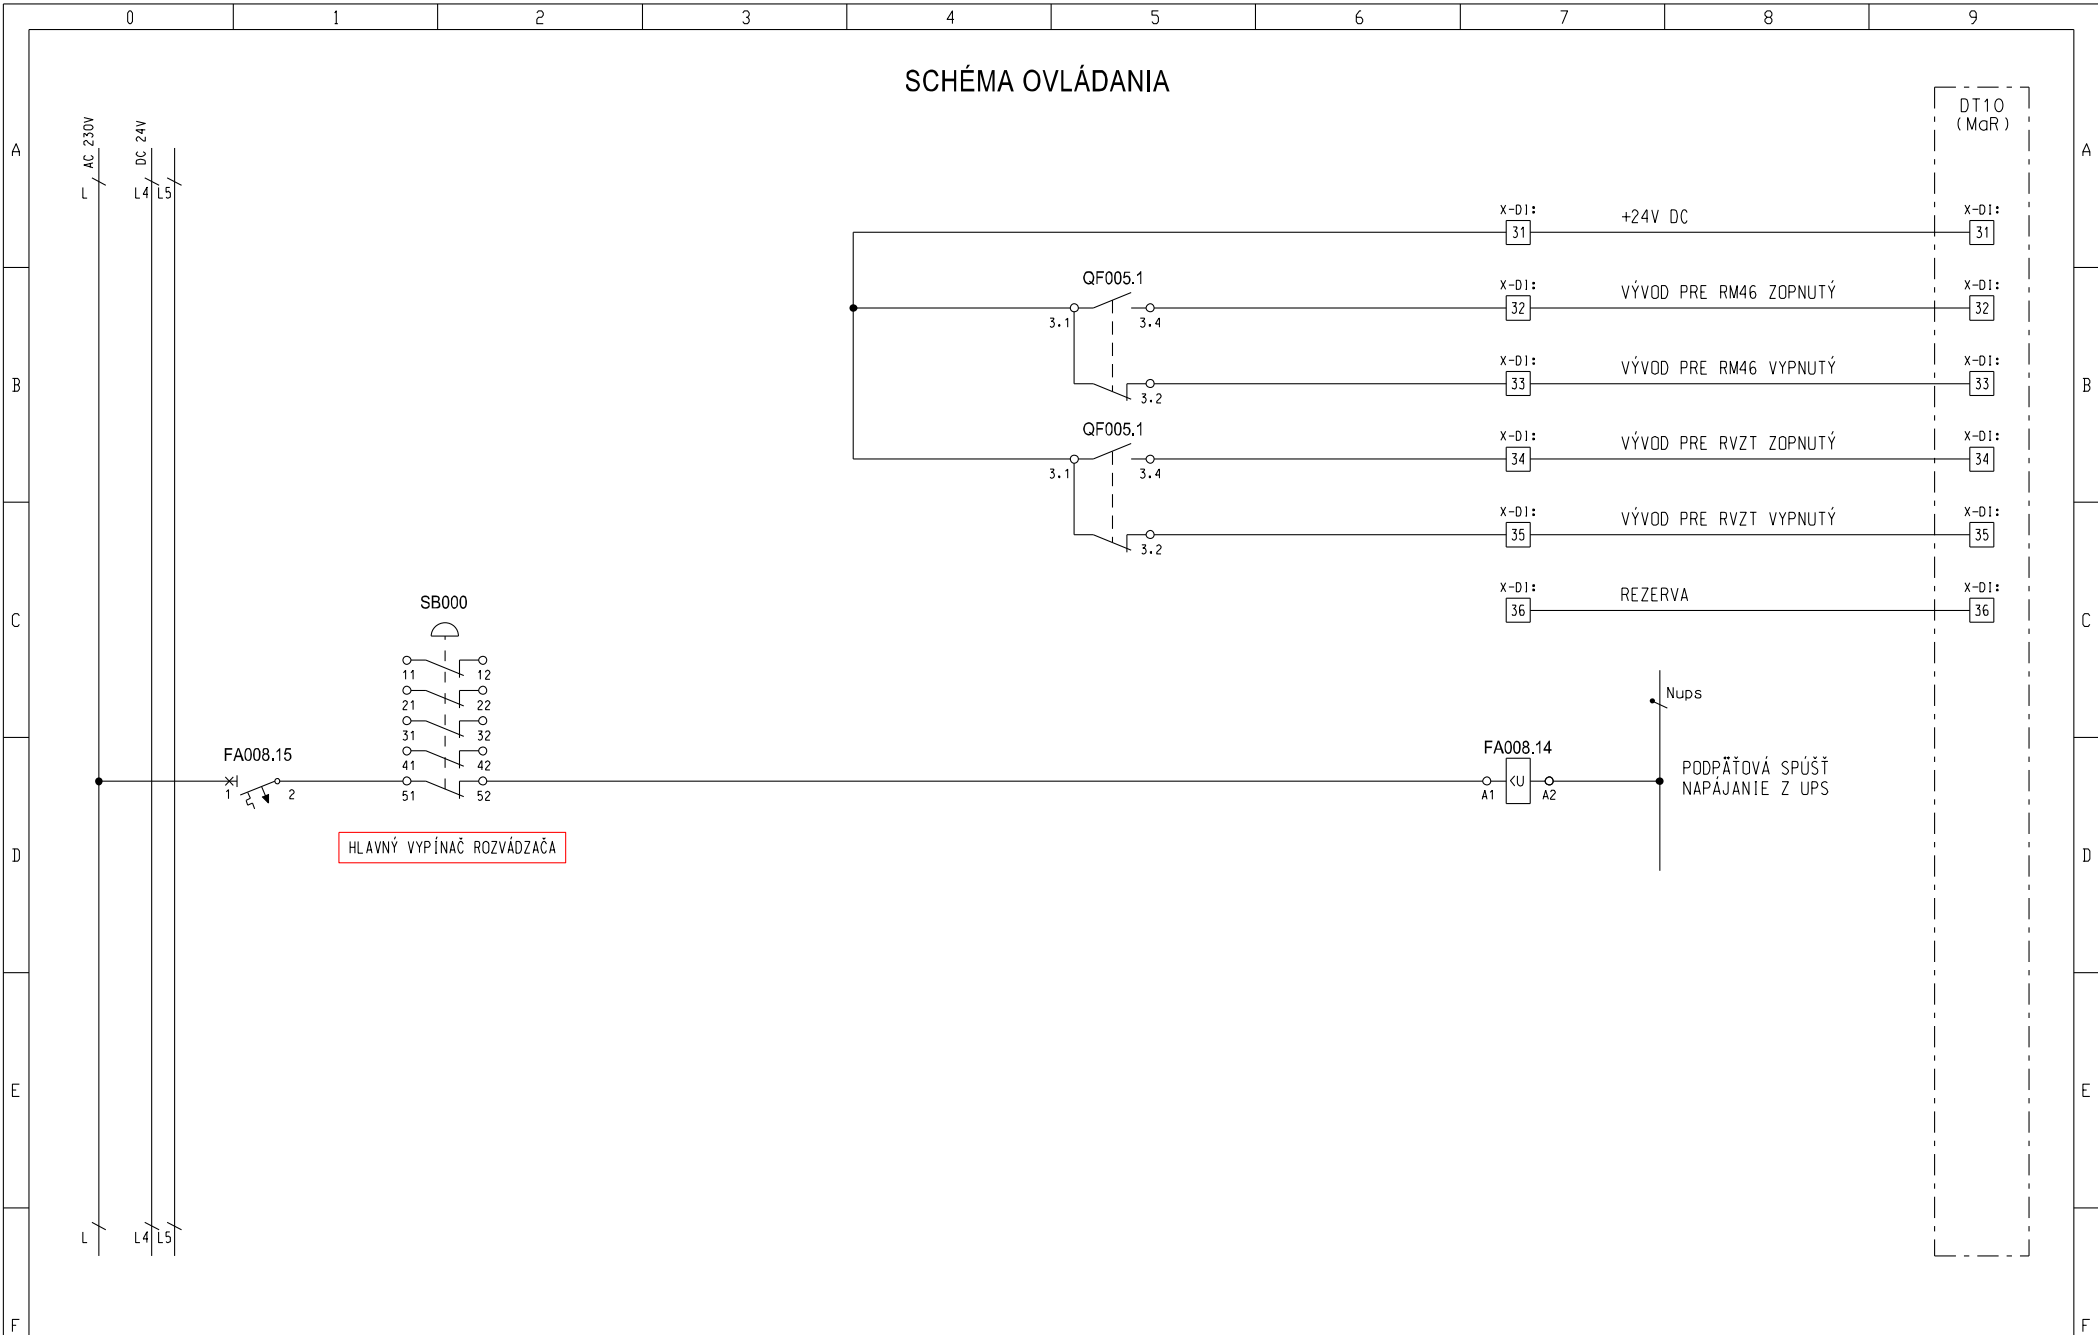 0 1 2 3 4 5 6 7 8 9
SCHÉMA OVLÁDANIA
DT10
(MaR)
AC 230V
DC 24V
A A
L L4 L5
X-DI: +24V DC X-DI:
31 31
QF005.1
X-DI: VÝVOD PRE RM46 ZOPNUTÝ X-DI:
32 32
3.1 3.4
X-DI: VÝVOD PRE RM46 VYPNUTÝ X-DI:
33 33
B B
3.2
QF005.1
X-DI: VÝVOD PRE RVZT ZOPNUTÝ X-DI:
34 34
3.1 3.4
X-DI: VÝVOD PRE RVZT VYPNUTÝ X-DI:
35 35
3.2
X-DI: REZERVA X-DI:
36 36
SB000
C C
11 12
21 22
31 32
41 42
51 52
Nups
FA008.15
1 2
FA008.14
<U
A1 A2
PODPÄŤOVÁ SPÚŠŤ
NAPÁJANIE Z UPS
HLAVNÝ VYPÍNAČ ROZVÁDZAČA
D D
E E
L L4 L5
F F